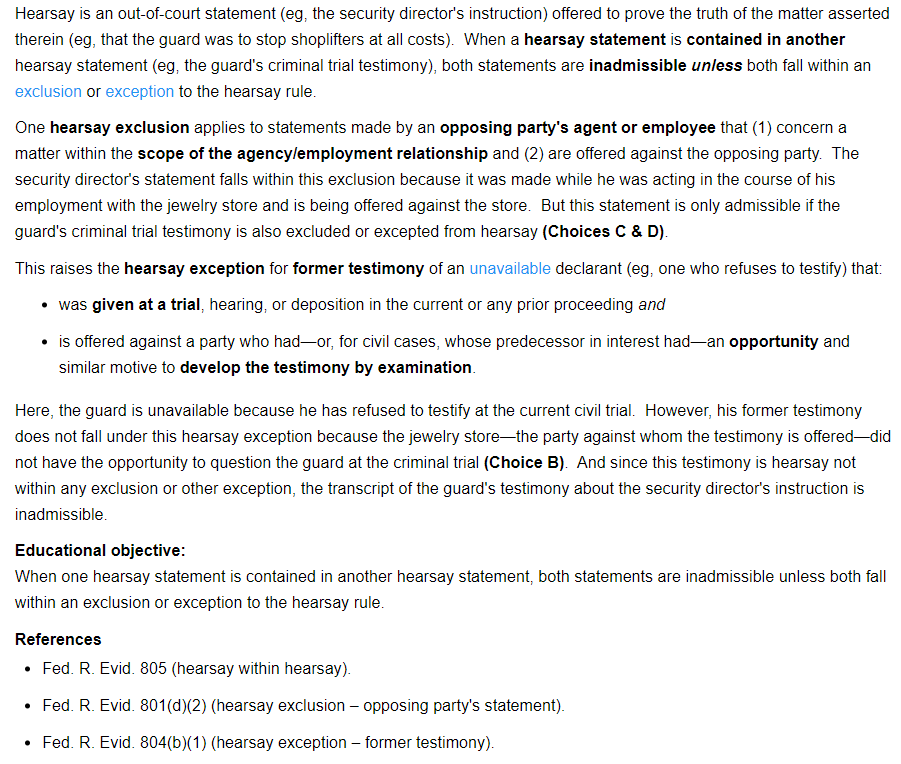 Hearsay is an out-of-court statement (eg, the security director's instruction) offered to prove the truth of the matter asserted
therein (eg, that the guard was to stop shoplifters at all costs).  When a hearsay statement is contained in another
hearsay statement (eg, the guard's criminal trial testimony), both statements are inadmissible unless both fall within an
exclusion or exception to the hearsay rule.
One hearsay exclusion applies to statements made by an opposing party's agent or employee that (1) concern a
matter within the scope of the agency/employment relationship and (2) are offered against the opposing party.  The
security director's statement falls within this exclusion because it was made while he was acting in the course of his
employment with the jewelry store and is being offered against the store.  But this statement is only admissible if the
guard's criminal trial testimony is also excluded or excepted from hearsay (Choices C & D).
This raises the hearsay exception for former testimony of an unavailable declarant (eg, one who refuses to testify) that:
• was given at a trial, hearing, or deposition in the current or any prior proceeding and
• is offered against a party who had—or, for civil cases, whose predecessor in interest had—an opportunity and
similar motive to develop the testimony by examination.
Here, the guard is unavailable because he has refused to testify at the current civil trial.  However, his former testimony
does not fall under this hearsay exception because the jewelry store—the party against whom the testimony is offered—did
not have the opportunity to question the guard at the criminal trial (Choice B).  And since this testimony is hearsay not
within any exclusion or other exception, the transcript of the guard's testimony about the security director's instruction is
inadmissible.
Educational objective:
When one hearsay statement is contained in another hearsay statement, both statements are inadmissible unless both fall
within an exclusion or exception to the hearsay rule.
References
• Fed. R. Evid. 805 (hearsay within hearsay).
• Fed. R. Evid. 801(d)(2) (hearsay exclusion – opposing party's statement).
• Fed. R. Evid. 804(b)(1) (hearsay exception – former testimony).